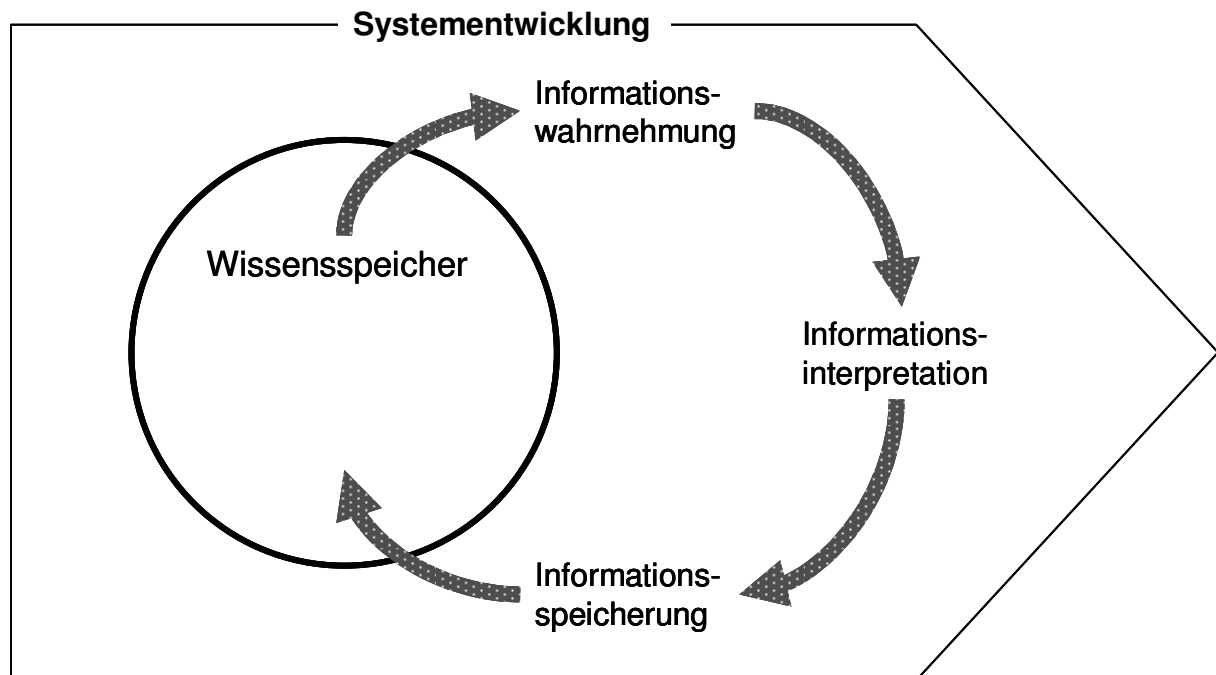 Systementwicklung
Informations-
wahrnehmung
Wissensspeicher
Informations-
interpretation
Informations-
speicherung